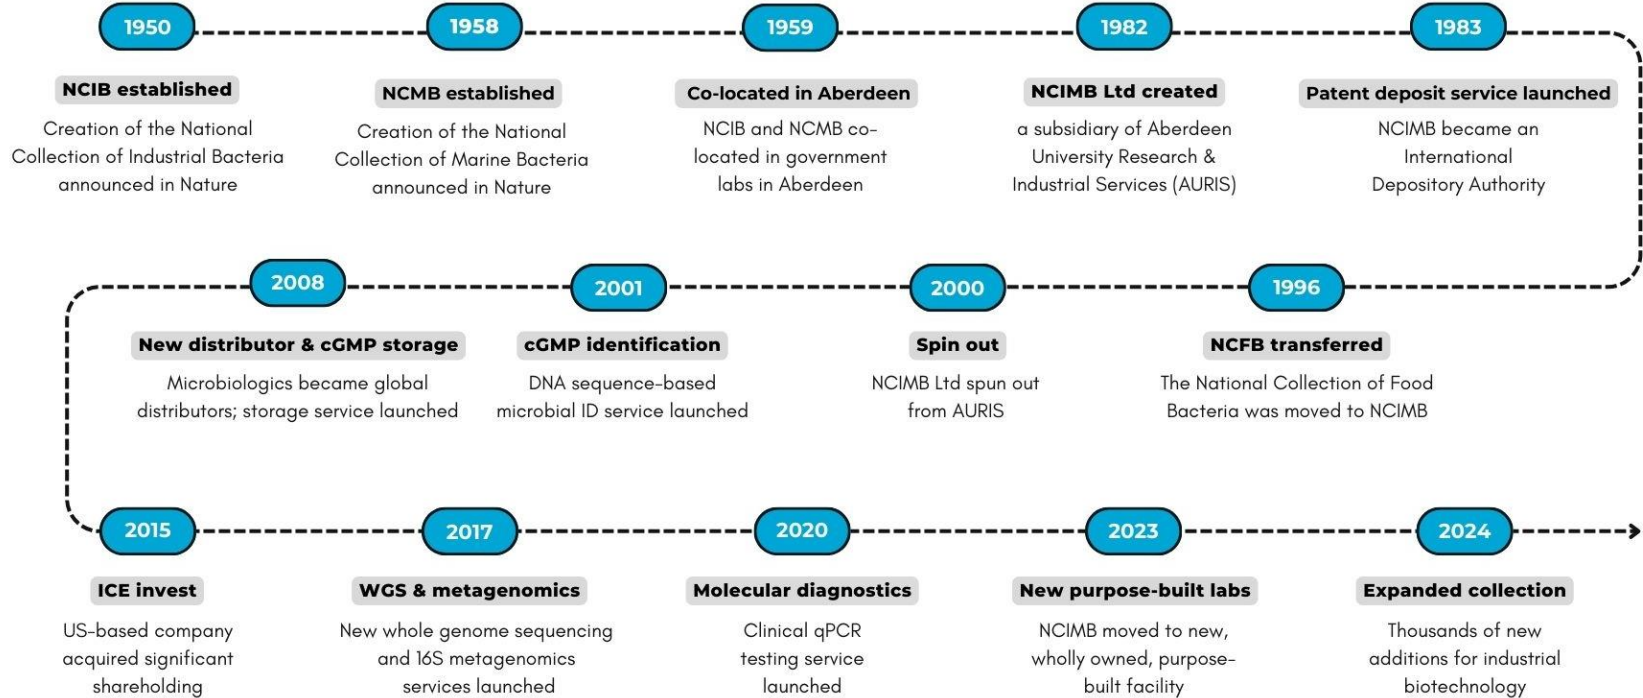 1950
NCIB established
Creation of the National
Collection of Industrial Bacteria
announced in Nature
1958
NCMB established
Creation of the National
Collection of Marine Bacteria
announced in Nature
1959
Co-located in Aberdeen
NCIB and NCMB co-
located in government
labs in Aberdeen
1982
NCIMB Ltd created
a subsidiary of Aberdeen
University Research &
Industrial Services (AURIS)
1983
Patent deposit service launched
NCIMB became an
International
Depository Authority
1996
NCFB transferred
The National Collection of Food
Bacteria was moved to NCIMB
2000
Spin out
NCIMB Ltd spun out
from AURIS
2001
cGMP identification
DNA sequence-based
microbial ID service launched
2008
New distributor & cGMP storage
Microbiologics became global
distributors; storage service launched
2015
ICE invest
US-based company
acquired significant
shareholding
2017
WGS & metagenomics
New whole genome sequencing
and 16S metagenomics
services launched
2020
Molecular diagnostics
Clinical qPCR
testing service
launched
2023
New purpose-built labs
NCIMB moved to new,
wholly owned, purpose-
built facility
2024
Expanded collection
Thousands of new
additions for industrial
biotechnology